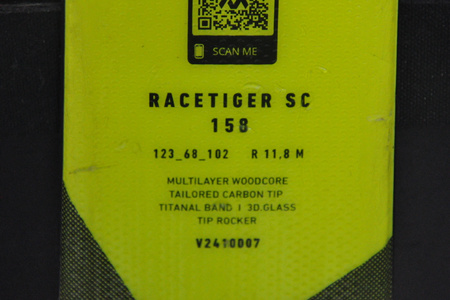 SCAN ME
RACETIGER SC
158
123_68_102 R 11,8 M
MULTILAYER WOODCORE
TAILORED CARBON TIP
TITANAL BAND I 3D.GLASS
TIP ROCKER
V2410D07